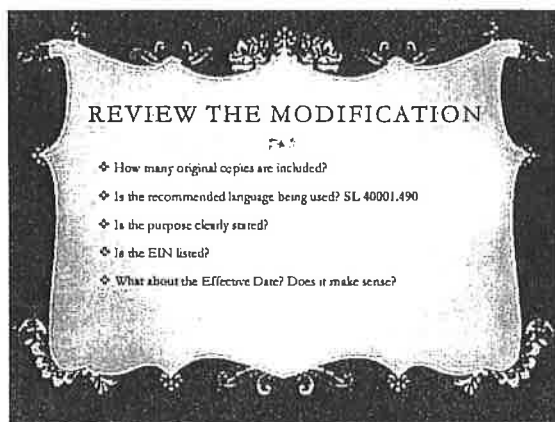 REVIEW THE MODIFICATION
❖ How many original copies are included?
❖ Is the recommended language being used? SL 40001.490
❖ Is the purpose clearly stated?
❖ Is the EIN listed?
❖ What about the Effective Date? Does it make sense?